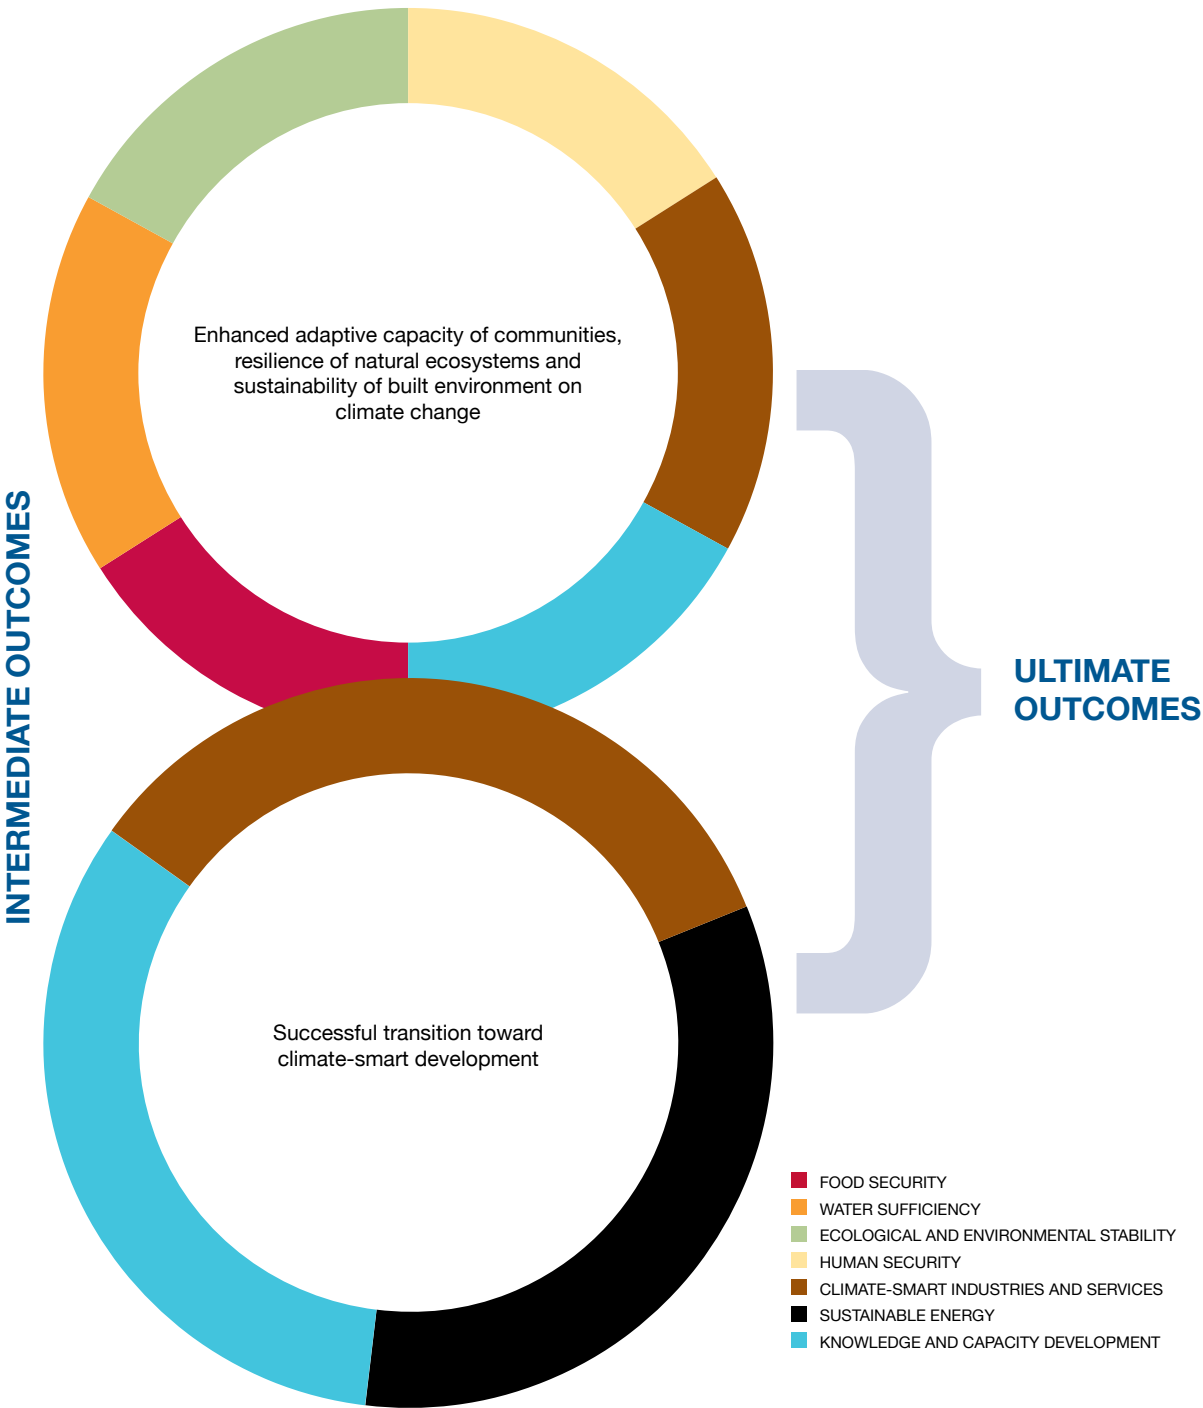 Enhanced adaptive capacity of communities,
resilience of natural ecosystems and
sustainability of built environment on
climate change
INTERMEDIATE OUTCOMES
ULTIMATE
OUTCOMES
Successful transition toward
climate-smart development
FOOD SECURITY
WATER SUFFICIENCY
ECOLOGICAL AND ENVIRONMENTAL STABILITY
HUMAN SECURITY
CLIMATE-SMART INDUSTRIES AND SERVICES
SUSTAINABLE ENERGY
KNOWLEDGE AND CAPACITY DEVELOPMENT